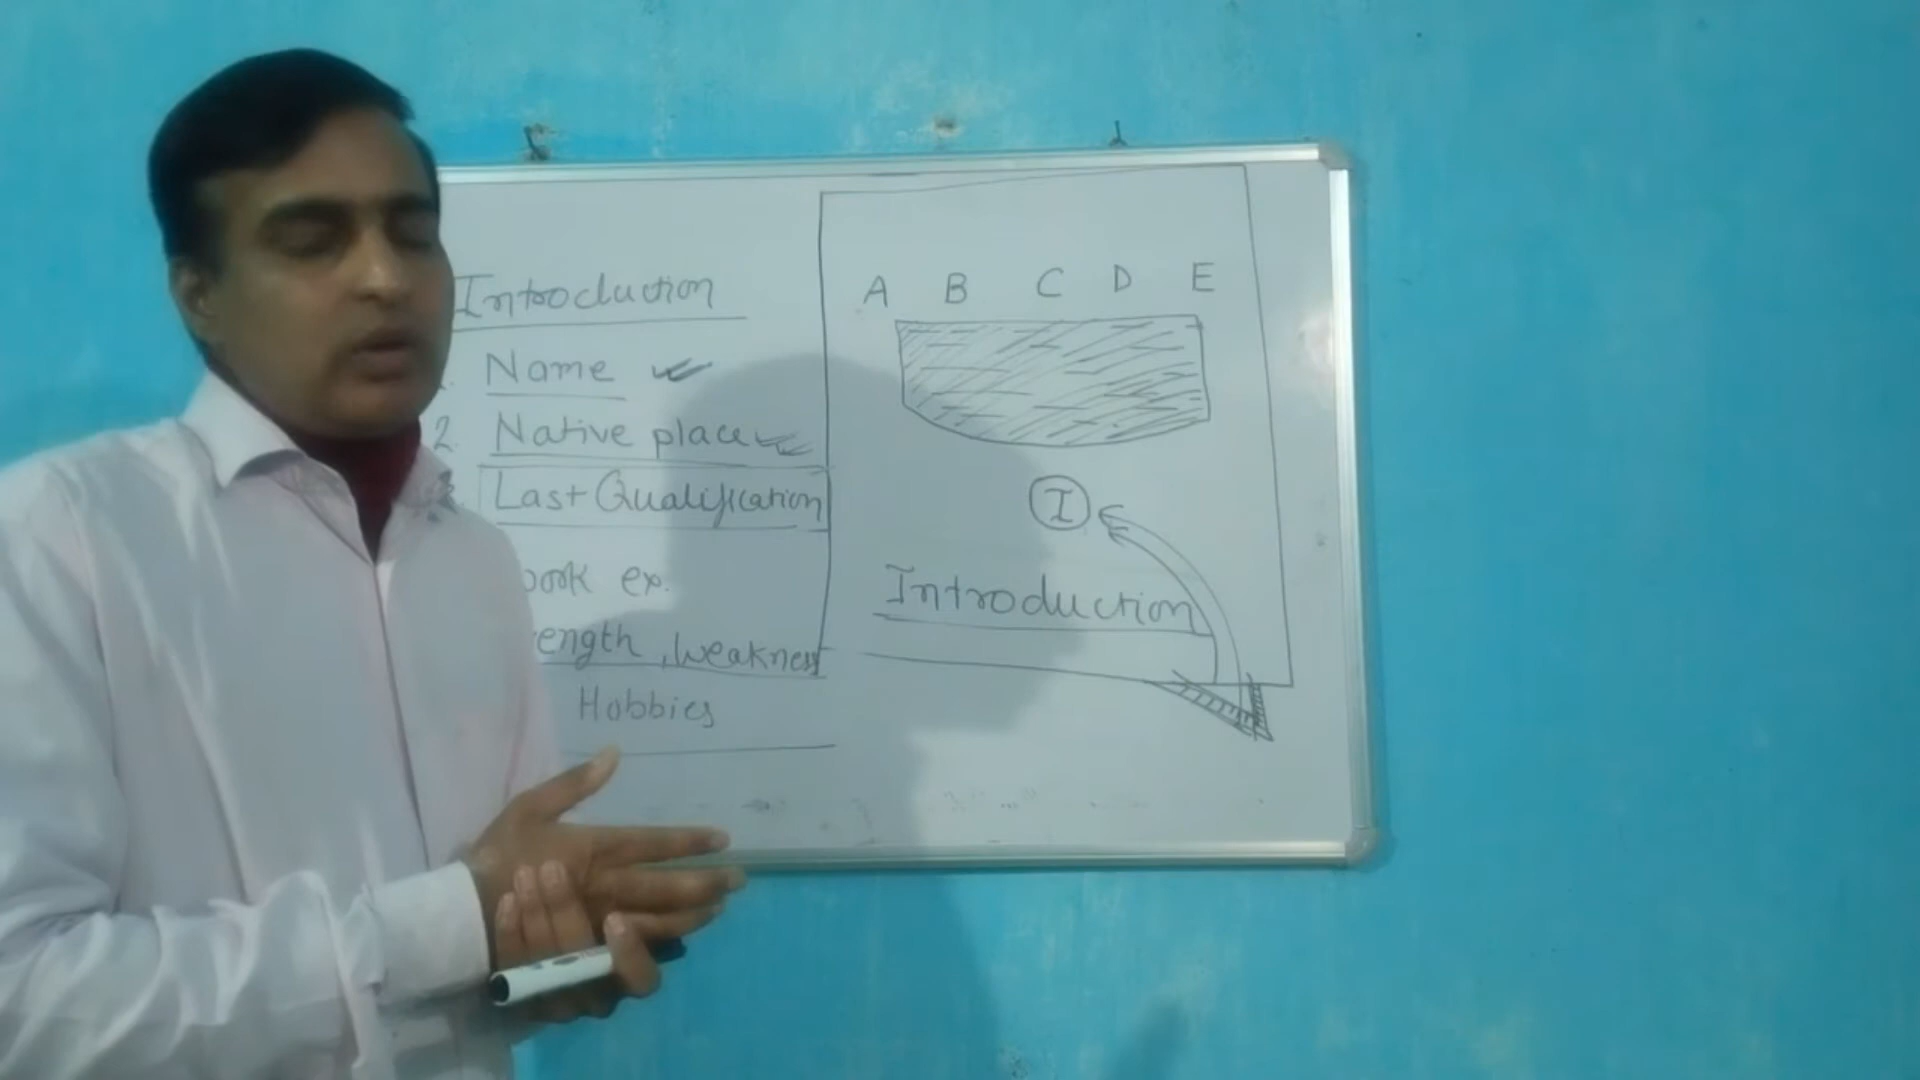 Introduction
Name
2. Native place
Last Qualification
ex.
, weakness
Hobbies
A B C D E
I
Introduction